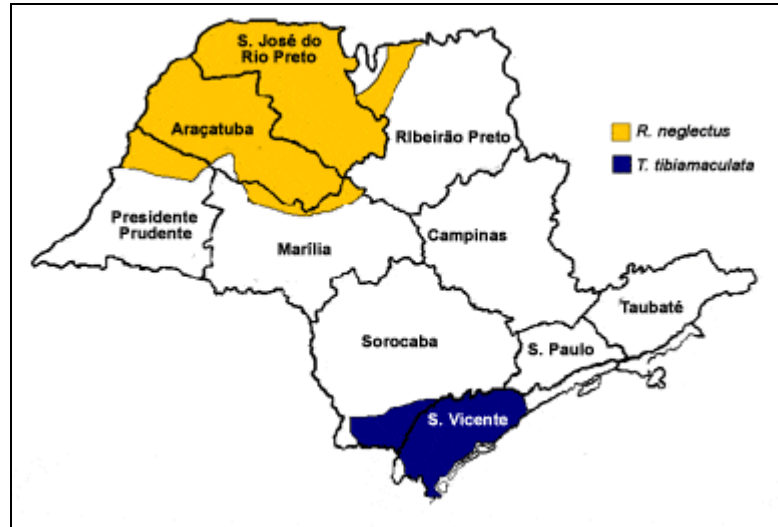 S. José do
Rio Preto
Araçatuba
RIbeirão Preto
R. neglectus
T. tibiamaculata
Presidente
Prudente
Marília
Campinas
Taubaté
Sorocaba
S. Paulo
S. Vicente